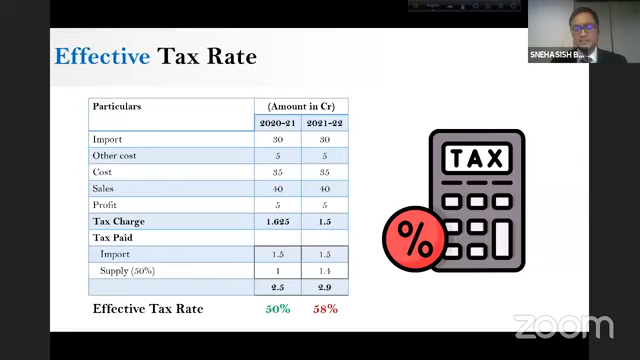 English
SNEHASISH B...
Effective Tax Rate
Particulars (Amount in Cr)
2020-21 2021-22
Import 30 30
Other cost 5 5
Cost 35 35
Sales 40 40
Profit 5 5
Tax Charge 1.625 1.5
Tax Paid
Import 1.5 1.5
Supply (50%) 1 1.4
2.5 2.9
Effective Tax Rate 50% 58%
TAX
%
zoom